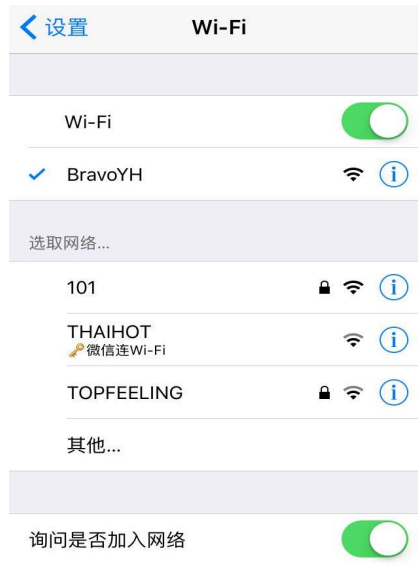 设置
Wi-Fi
Wi-Fi
BravoYH
选取网络...
101
THAIHOT
🔑微信连Wi-Fi
TOPFEELING
其他...
询问是否加入网络